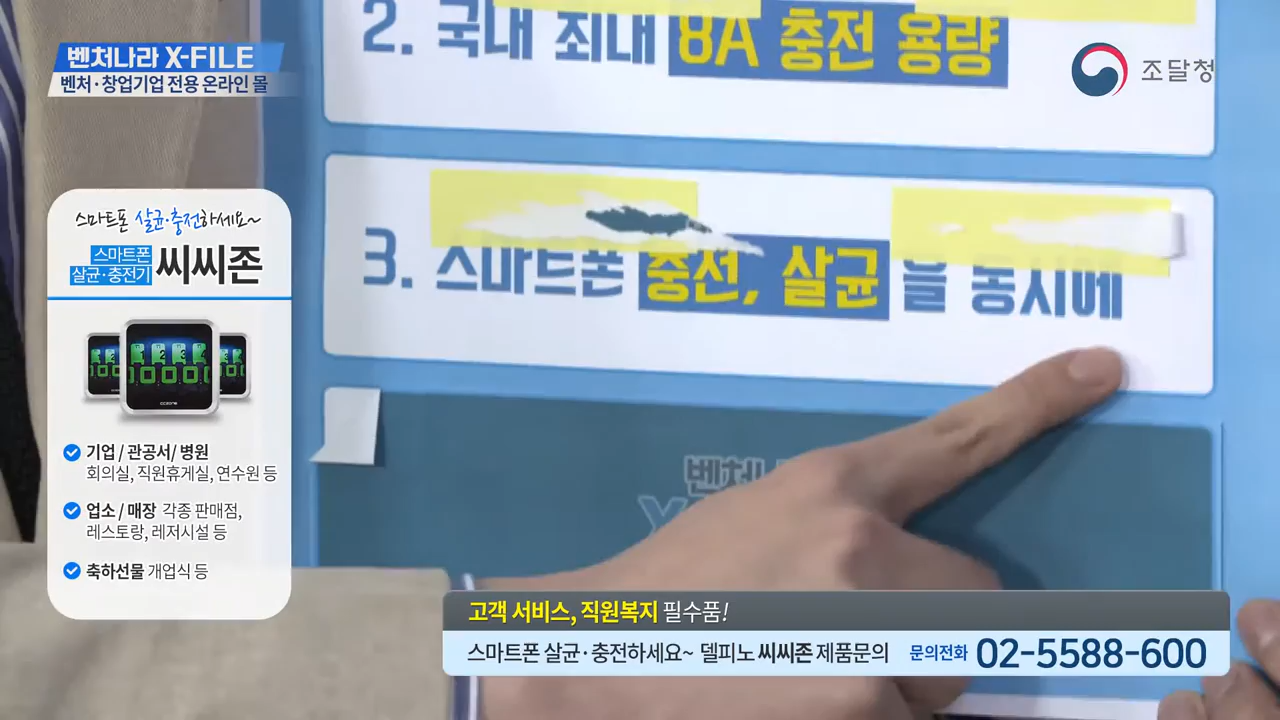 벤처나라 X-FILE
벤처·창업기업 전용 온라인 몰
조달청
2. 국내 최대 8A 충전 용량
3. 스마트폰 충전, 살균을 동시에
스마트폰 살균·충전하세요~
스마트폰
살균·충전기
씨씨존
기업 / 관공서/ 병원
회의실, 직원휴게실, 연수원 등
업소 / 매장 각종 판매점,
레스토랑, 레저시설 등
축하선물 개업식 등
고객 서비스, 직원복지 필수품!
스마트폰 살균·충전하세요~ 델피노 씨씨존 제품문의
문의전화 02-5588-600